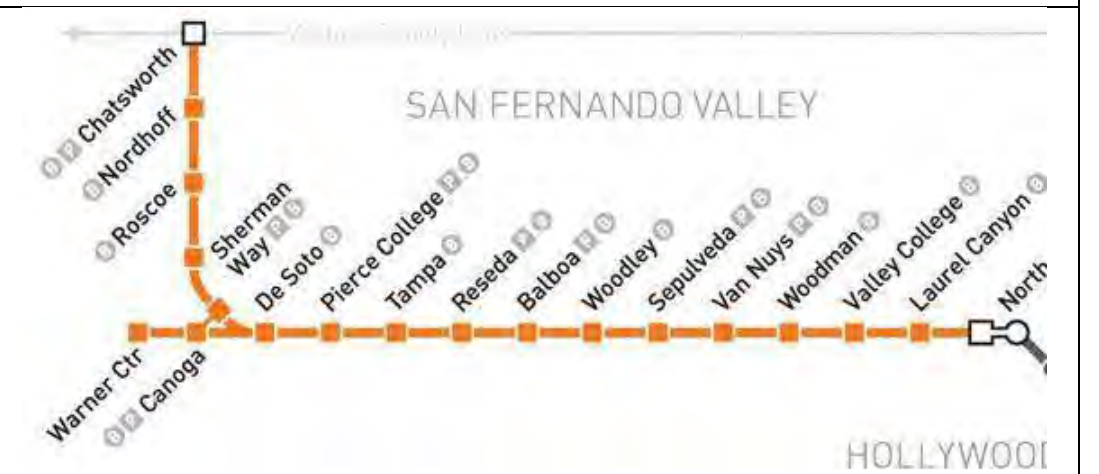 SAN FERNANDO VALLEY
B P Chatsworth
B Nordhoff
B Roscoe
Sherman
Way P B
De Soto B
Pierce College P B
Tampa B
Reseda P B
Balboa P B
Woodley B
Sepulveda P B
Van Nuys P B
Woodman B
Valley College B
Laurel Canyon B
North
Warner Ctr
B P Canoga
HOLLYWOOD